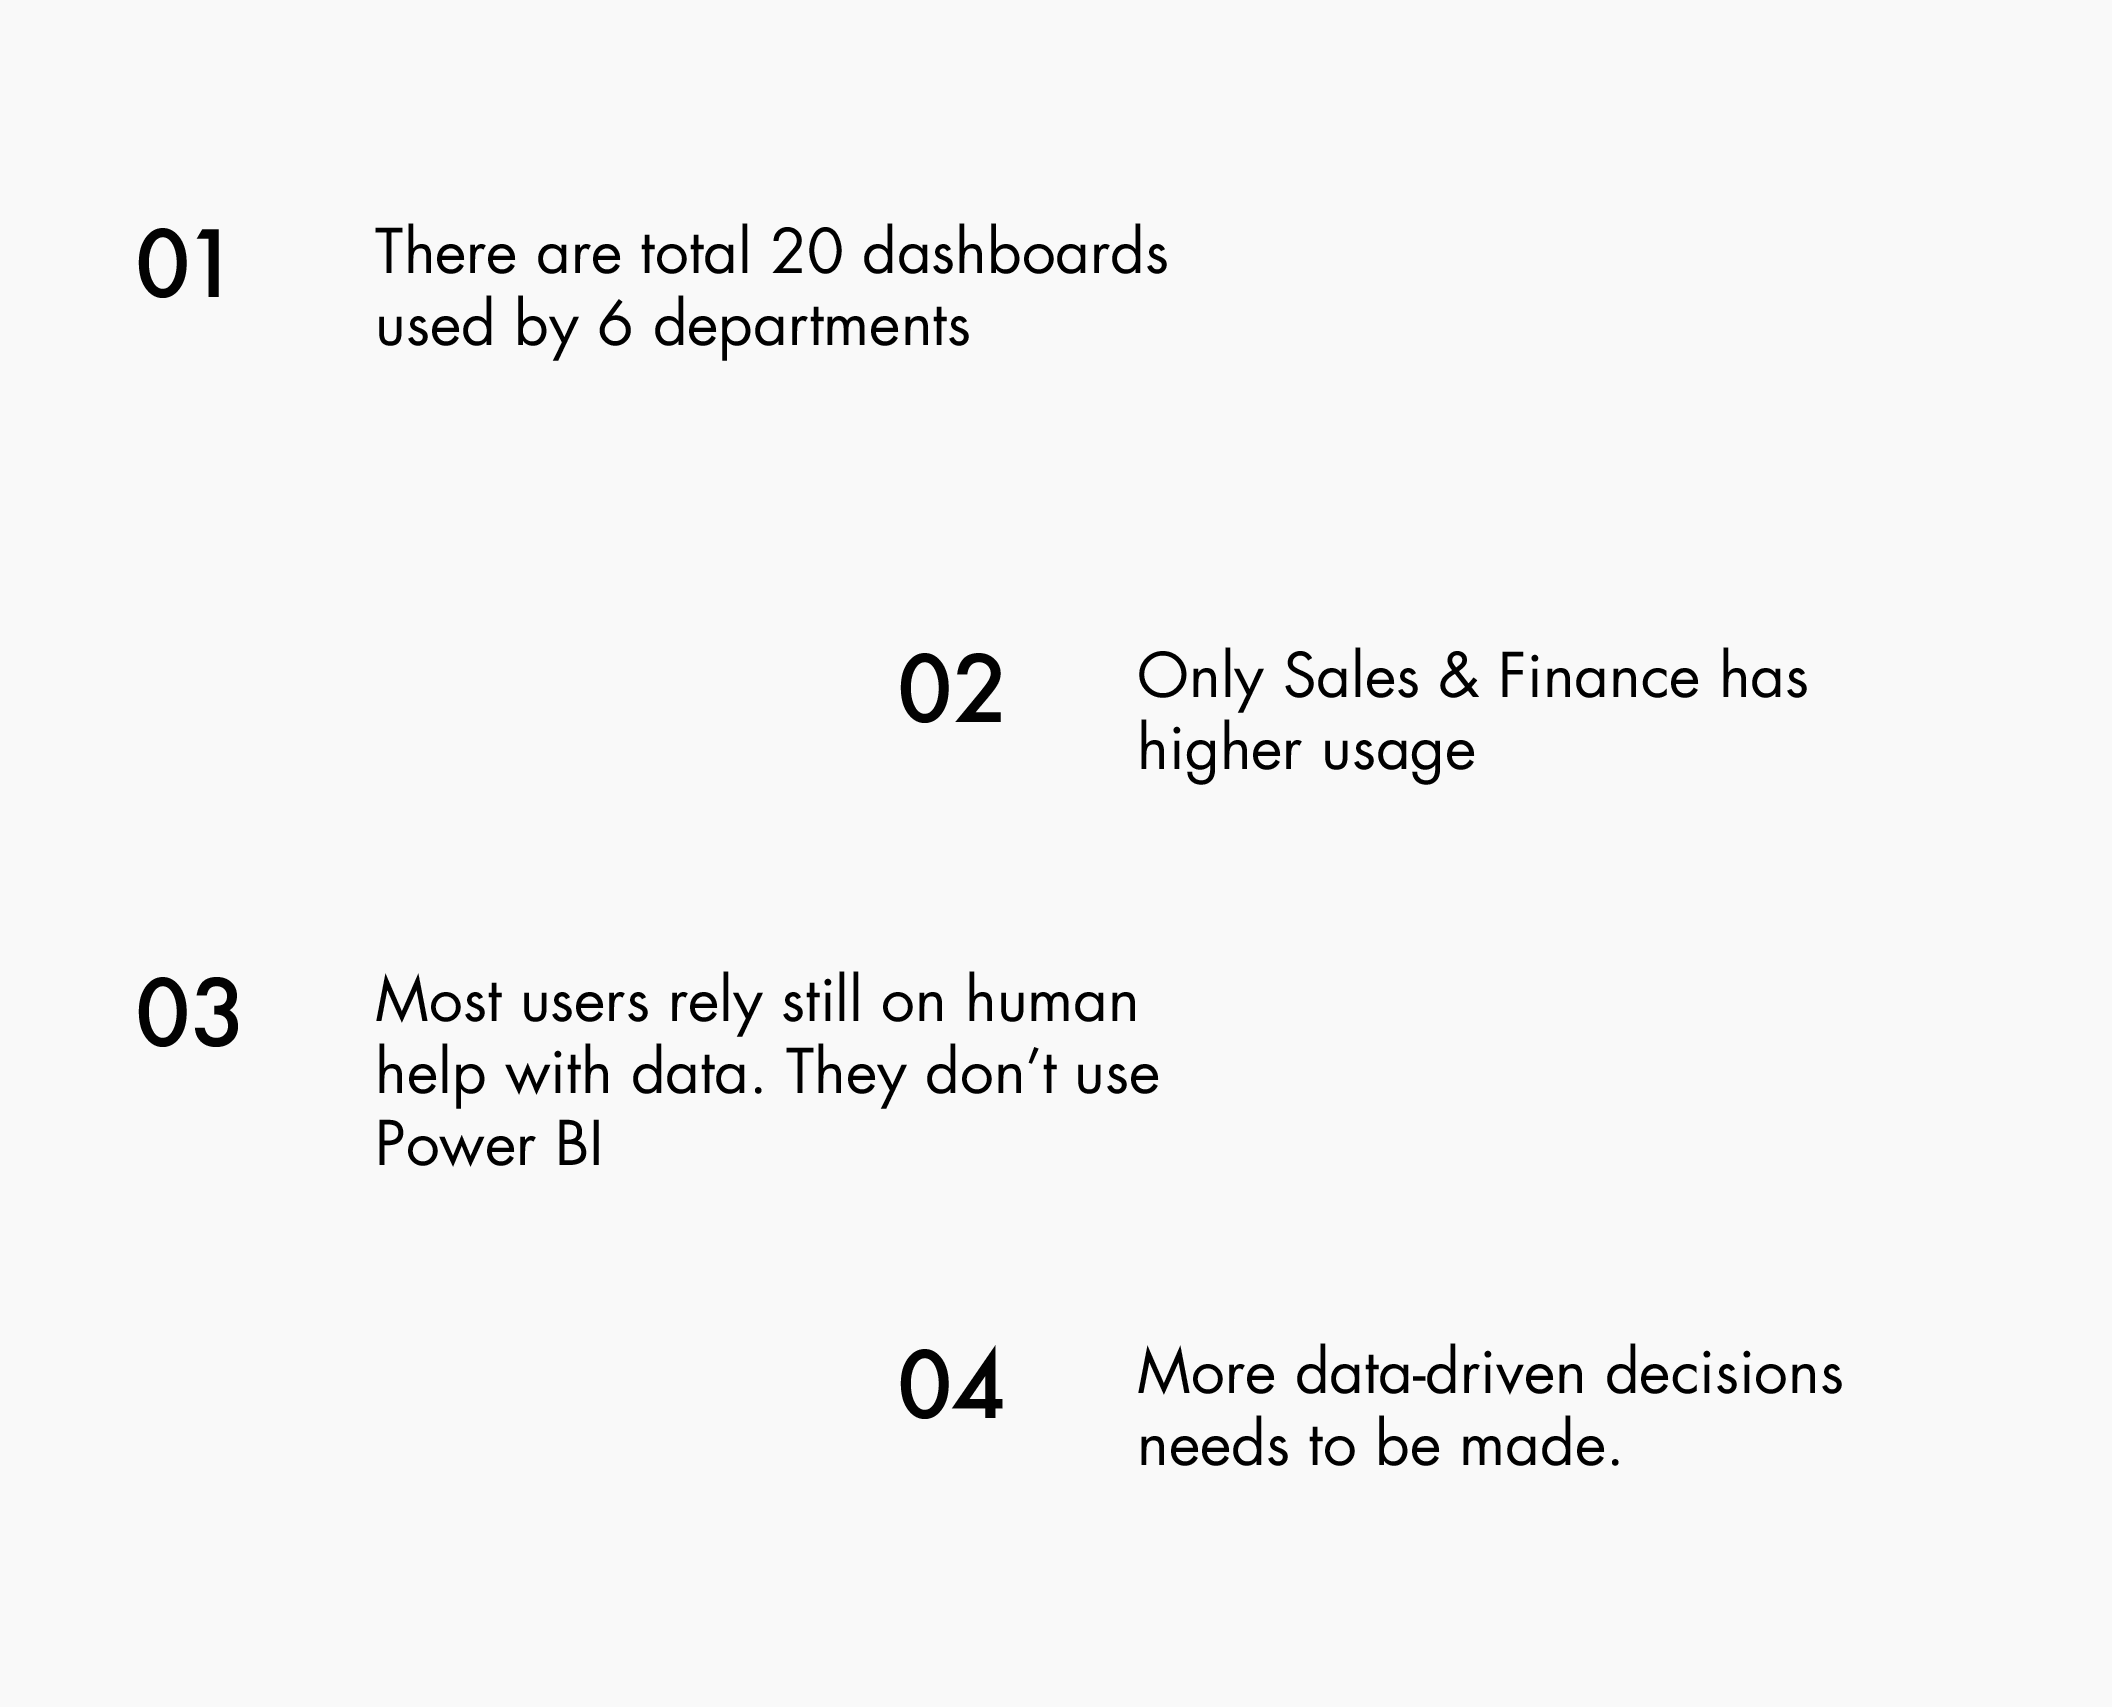 01
There are total 20 dashboards
used by 6 departments
02
Only Sales & Finance has
higher usage
03
Most users rely still on human
help with data. They don’t use
Power BI
04
More data-driven decisions
needs to be made.